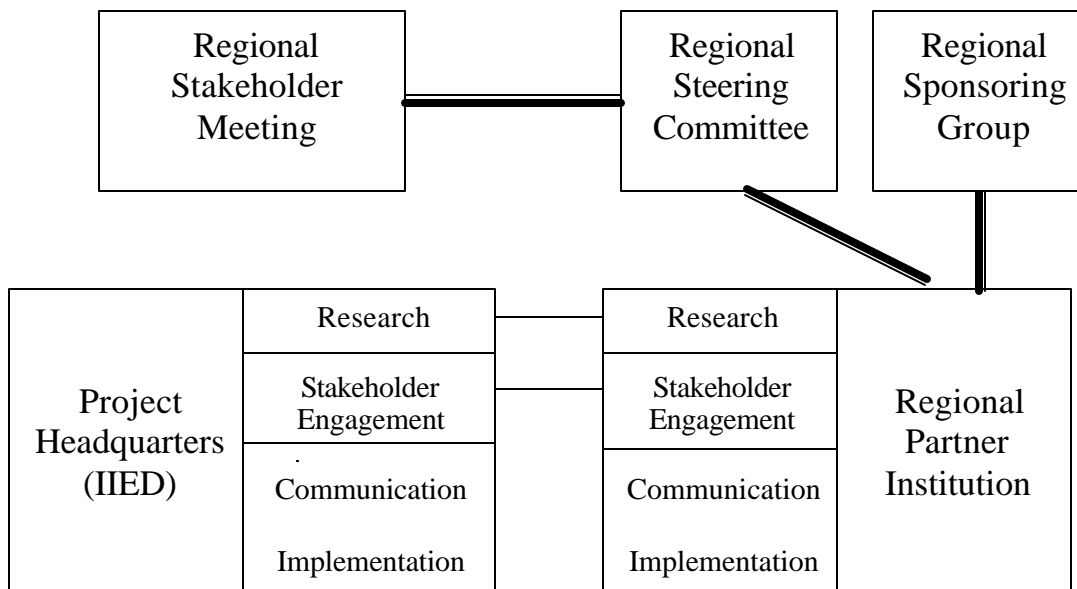 Regional
Stakeholder
Meeting
Regional
Steering
Committee
Regional
Sponsoring
Group
Project
Headquarters
(IIED)
Research
Stakeholder
Engagement
Communication
Implementation
Research
Stakeholder
Engagement
Communication
Implementation
Regional
Partner
Institution